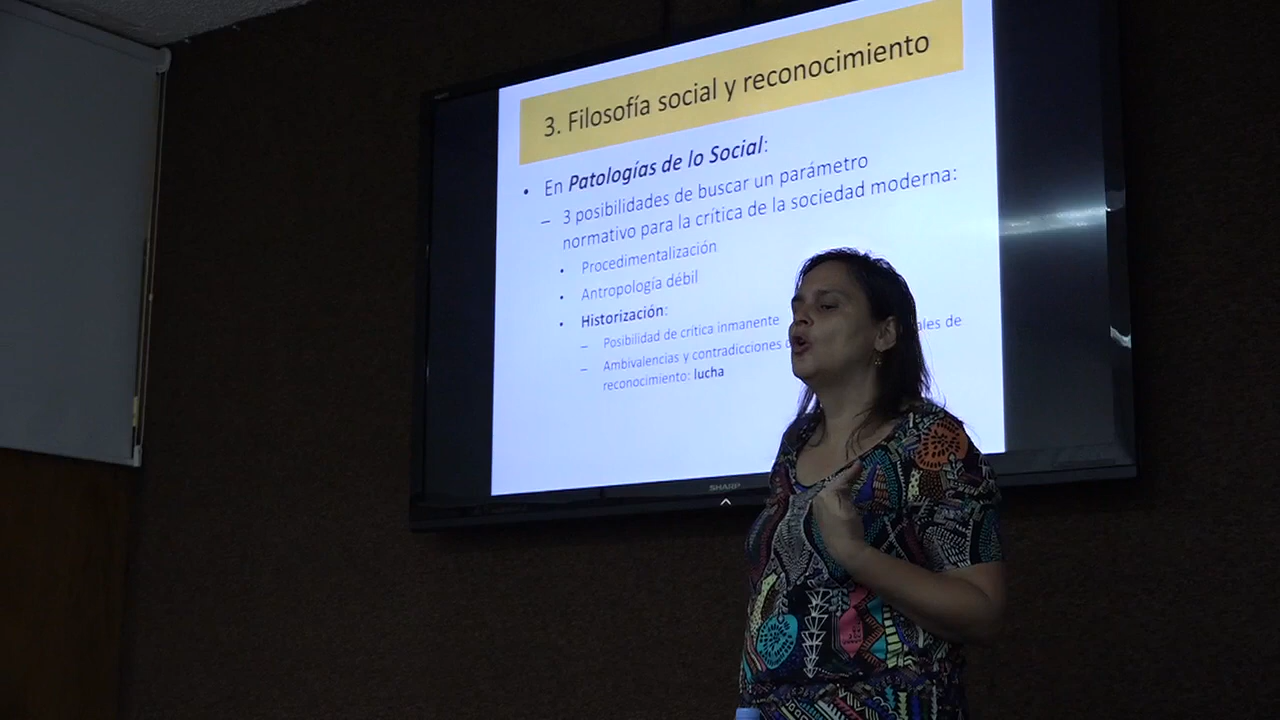 3. Filosofía social y reconocimiento
• En Patologías de lo Social:
– 3 posibilidades de buscar un parámetro
normativo para la crítica de la sociedad moderna:
• Procedimentalización
• Antropología débil
• Historización:
– Posibilidad de crítica inmanente
– Ambivalencias y contradicciones de
reconocimiento: lucha
SHARP